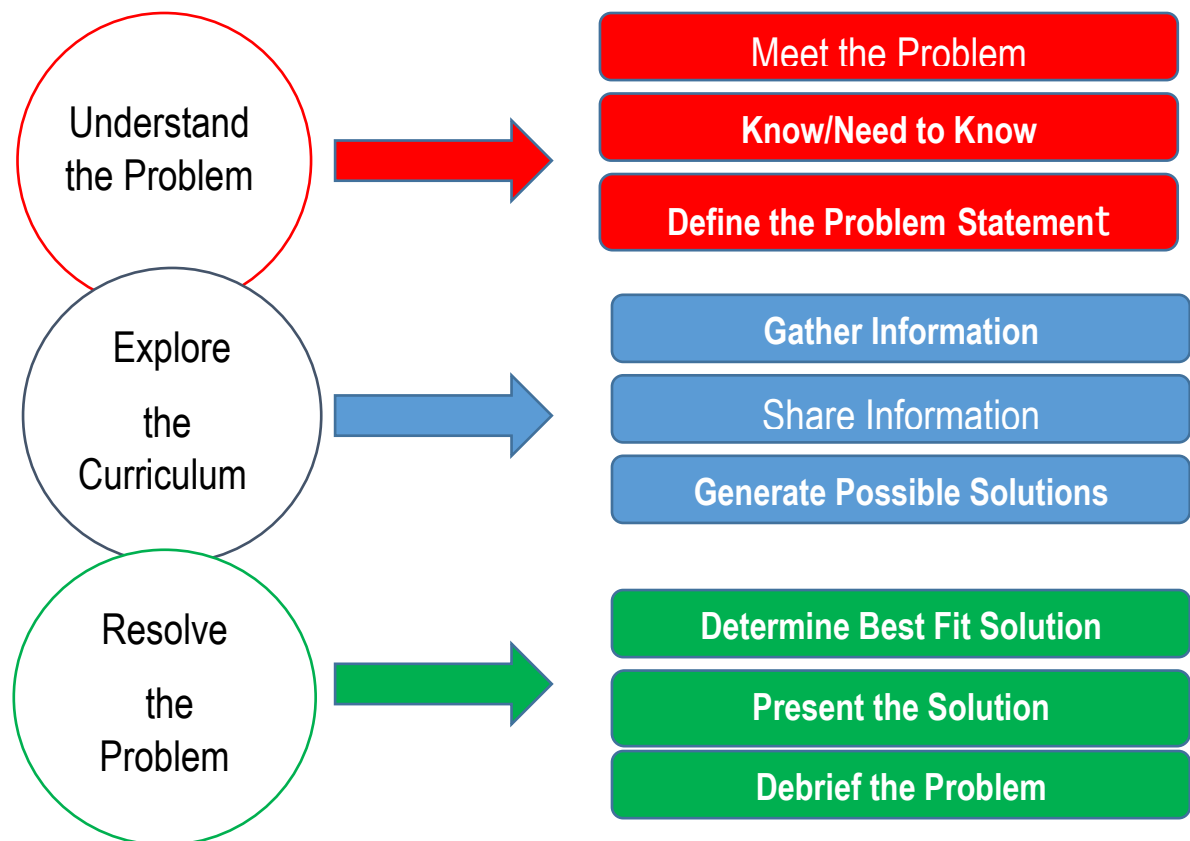 Understand
the Problem
Meet the Problem
Know/Need to Know
Define the Problem Statement
Explore
the
Curriculum
Gather Information
Share Information
Generate Possible Solutions
Resolve
the
Problem
Determine Best Fit Solution
Present the Solution
Debrief the Problem